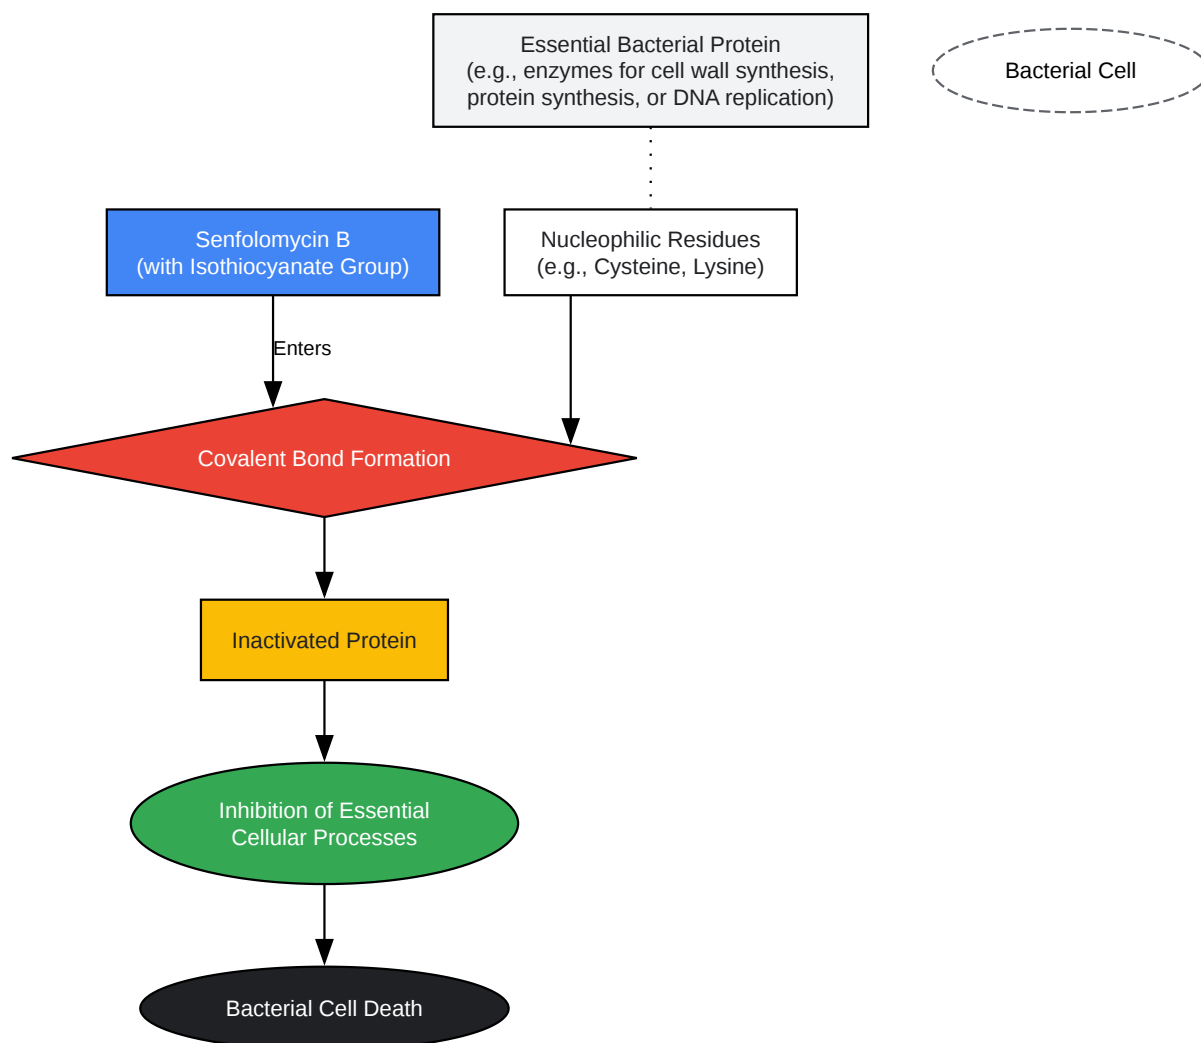 Essential Bacterial Protein
(e.g., enzymes for cell wall synthesis,
protein synthesis, or DNA replication)
Bacterial Cell
Senfolomycin B
(with Isothiocyanate Group)
Nucleophilic Residues
(e.g., Cysteine, Lysine)
Enters
Covalent Bond Formation
Inactivated Protein
Inhibition of Essential
Cellular Processes
Bacterial Cell Death